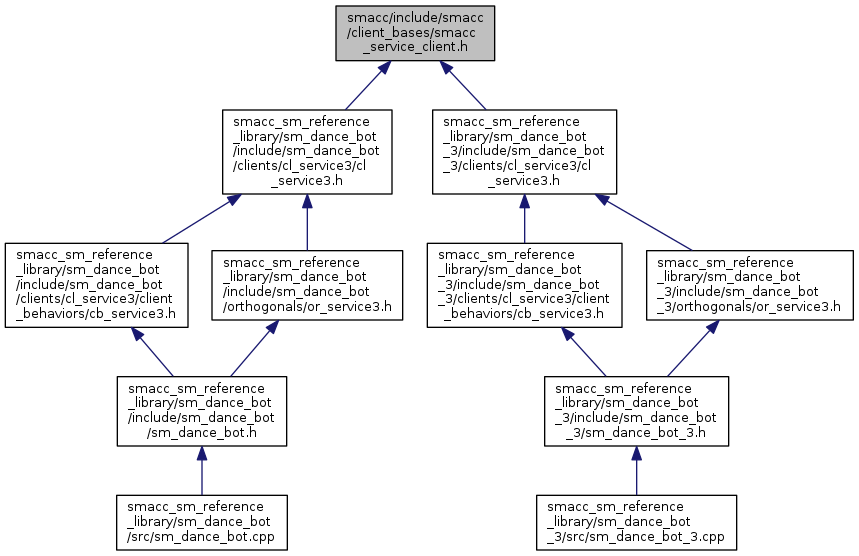 smacc/include/smacc
/client_bases/smacc
_service_client.h
smacc_sm_reference
_library/sm_dance_bot
/include/sm_dance_bot
/clients/cl_service3/cl
_service3.h
smacc_sm_reference
_library/sm_dance_bot
_3/include/sm_dance_bot
_3/clients/cl_service3/cl
_service3.h
smacc_sm_reference
_library/sm_dance_bot
/include/sm_dance_bot
/clients/cl_service3/client
_behaviors/cb_service3.h
smacc_sm_reference
_library/sm_dance_bot
/include/sm_dance_bot
/orthogonals/or_service3.h
smacc_sm_reference
_library/sm_dance_bot
_3/include/sm_dance_bot
_3/clients/cl_service3/client
_behaviors/cb_service3.h
smacc_sm_reference
_library/sm_dance_bot
_3/include/sm_dance_bot
_3/orthogonals/or_service3.h
smacc_sm_reference
_library/sm_dance_bot
/include/sm_dance_bot
/sm_dance_bot.h
smacc_sm_reference
_library/sm_dance_bot
_3/include/sm_dance_bot
_3/sm_dance_bot_3.h
smacc_sm_reference
_library/sm_dance_bot
/src/sm_dance_bot.cpp
smacc_sm_reference
_library/sm_dance_bot
_3/src/sm_dance_bot_3.cpp